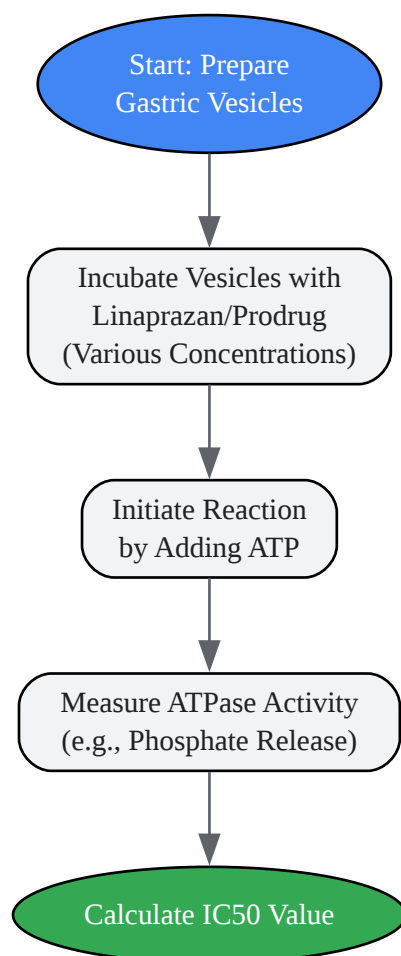 Start: Prepare
Gastric Vesicles
Incubate Vesicles with
Linaprazan/Prodrug
(Various Concentrations)
Initiate Reaction
by Adding ATP
Measure ATPase Activity
(e.g., Phosphate Release)
Calculate IC50 Value